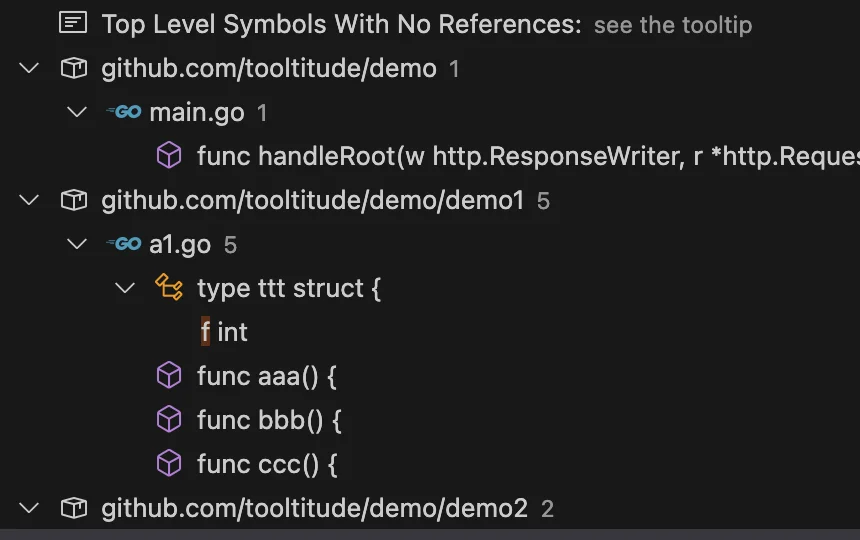 Top Level Symbols With No References: see the tooltip
github.com/tooltitude/demo 1
GO main.go 1
func handleRoot(w http.ResponseWriter, r *http.Reques
github.com/tooltitude/demo/demo1 5
GO a1.go 5
type ttt struct {
f int
func aaa() {
func bbb() {
func ccc() {
github.com/tooltitude/demo/demo2 2